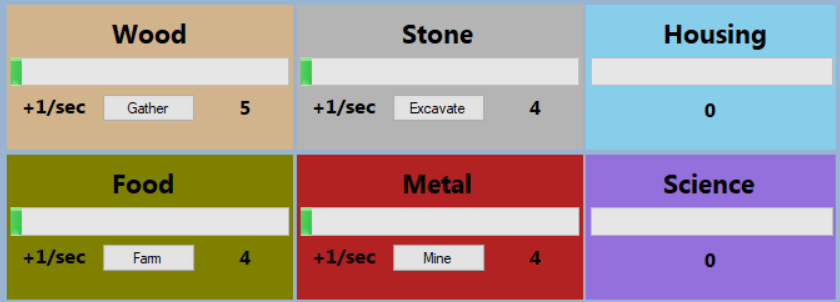 Wood
+1/sec Gather 5
Stone
+1/sec Excavate 4
Housing
0
Food
+1/sec Farm 4
Metal
+1/sec Mine 4
Science
0